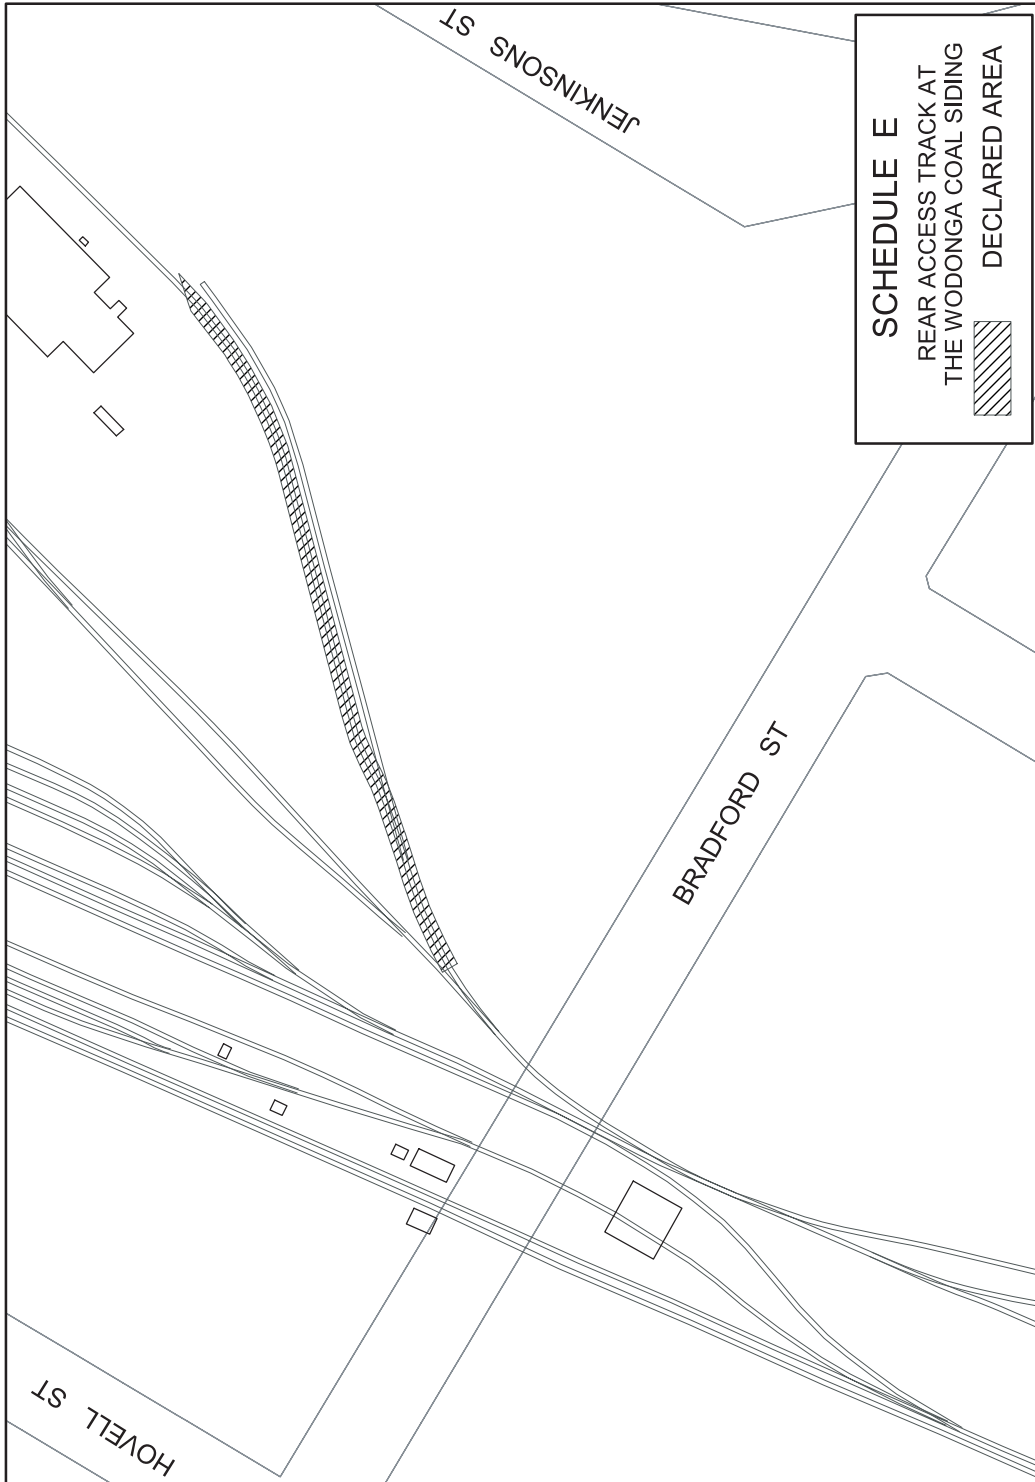 SCHEDULE E
REAR ACCESS TRACK AT
THE WODONGA COAL SIDING
DECLARED AREA
JENKINSONS ST
BRADFORD ST
HOVELL ST